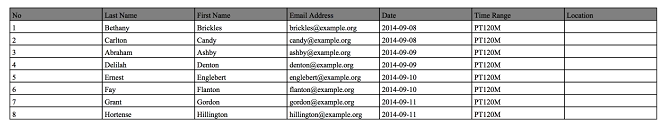 No Last Name First Name Email Address Date Time Range Location
1 Bethany Brickles brickles@example.org 2014-09-08 PT120M
2 Carlton Candy candy@example.org 2014-09-08 PT120M
3 Abraham Ashby ashby@example.org 2014-09-09 PT120M
4 Delilah Denton denton@example.org 2014-09-09 PT120M
5 Ernest Englebert englebert@example.org 2014-09-10 PT120M
6 Fay Flanton flanton@example.org 2014-09-10 PT120M
7 Grant Gordon gordon@example.org 2014-09-11 PT120M
8 Hortense Hillington hillington@example.org 2014-09-11 PT120M